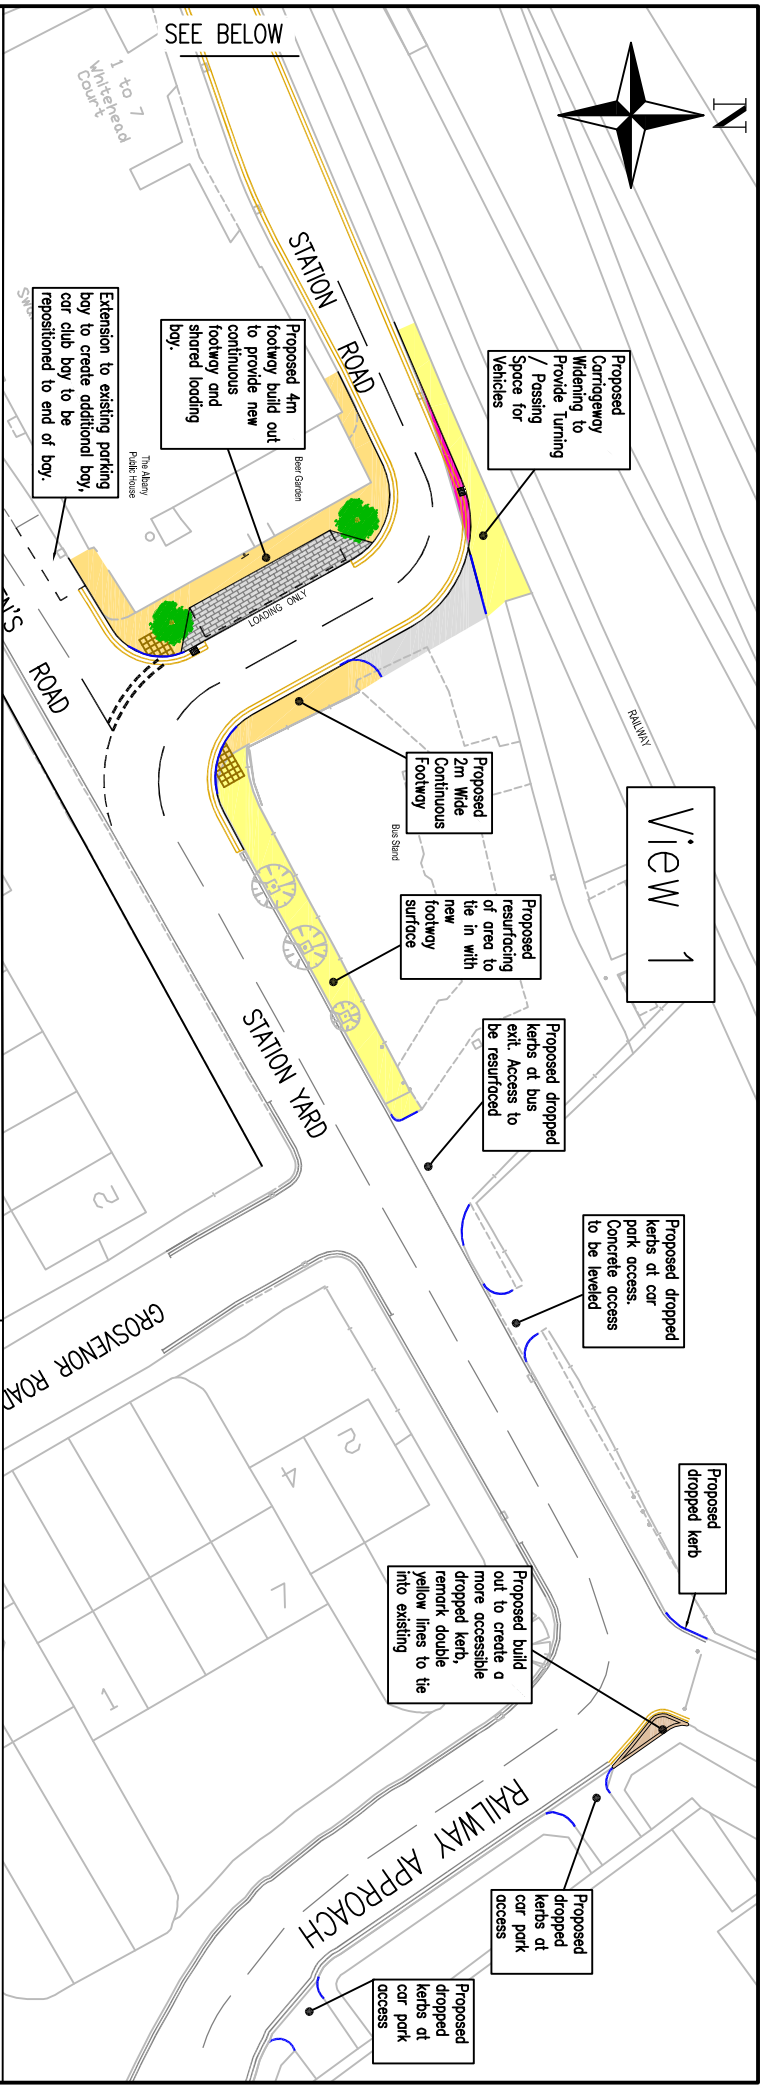 SEE BELOW
N
View 1
1 to 7
Whitehead
Court
STATION
ROAD
Proposed
Carriageway
Widening to
Provide Turning
/ Passing
Space for
Vehicles
Proposed 4m
footway build out
to provide new
continuous
footway and
shared loading
bay.
Extension to existing parking
bay to create additional bay,
car club bay to be
repositioned to end of bay.
Beer Garden
The Albany
Public House
LOADING ONLY
EN'S
ROAD
RAILWAY
Proposed
2m Wide
Continuous
Footway
Bus Stand
Proposed
resurfacing
of area to
tie in with
new
footway
surface
STATION YARD
Proposed dropped
kerbs at bus
exit. Access to
be resurfaced
Proposed dropped
kerbs at car
park access.
Concrete access
to be leveled
2
GROSVENOR ROAD
2
4
7
1
Proposed
dropped kerb
Proposed build
out to create a
more accessible
dropped kerb,
remark double
yellow lines to tie
into existing
RAILWAY APPROACH
Proposed
dropped
kerbs at
car park
access
Proposed
dropped
kerbs at
car park
access